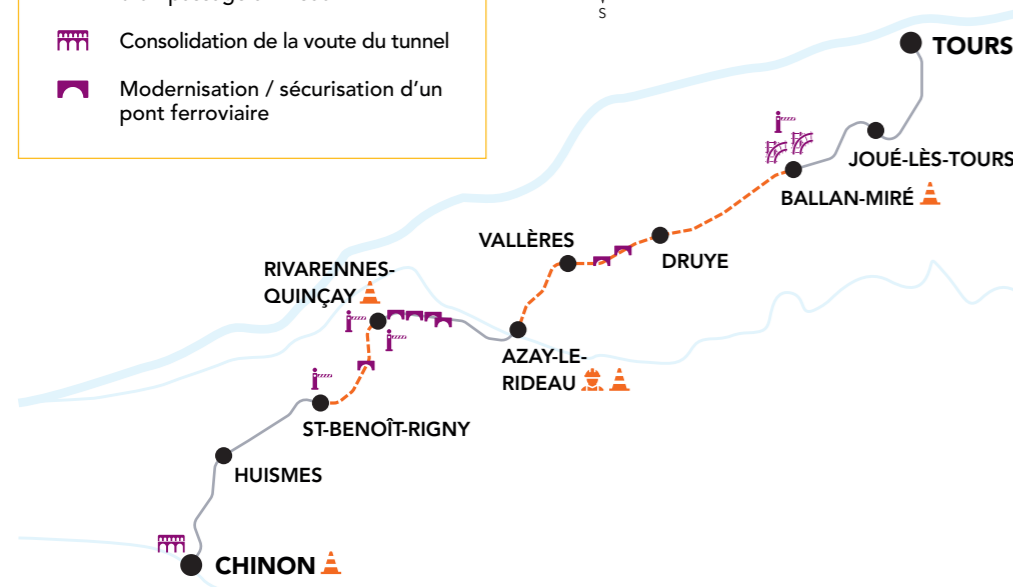 S
Consolidation de la voute du tunnel
Modernisation / sécurisation d'un
pont ferroviaire
TOURS
JOUÉ-LÈS-TOURS
BALLAN-MIRÉ
VALLÈRES
DRUYE
RIVARENNES-
QUINÇAY
AZAY-LE-
RIDEAU
ST-BENOÎT-RIGNY
HUISMES
CHINON